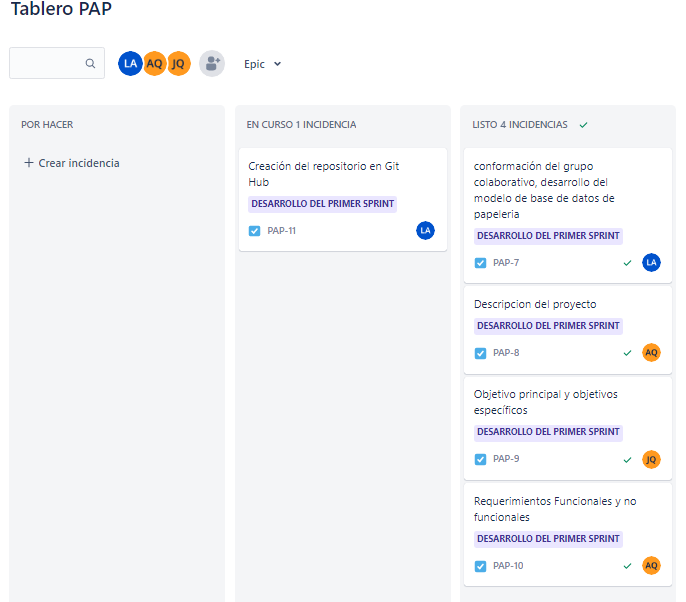 Tablero PAP
LA AQ JQ Epic
POR HACER
+ Crear incidencia
EN CURSO 1 INCIDENCIA
Creación del repositorio en Git
Hub
DESARROLLO DEL PRIMER SPRINT
PAP-11 LA
LISTO 4 INCIDENCIAS
conformación del grupo
colaborativo, desarrollo del
modelo de base de datos de
papeleria
DESARROLLO DEL PRIMER SPRINT
PAP-7 LA
Descripcion del proyecto
DESARROLLO DEL PRIMER SPRINT
PAP-8 AQ
Objetivo principal y objetivos
específicos
DESARROLLO DEL PRIMER SPRINT
PAP-9 JQ
Requerimientos Funcionales y no
funcionales
DESARROLLO DEL PRIMER SPRINT
PAP-10 AQ